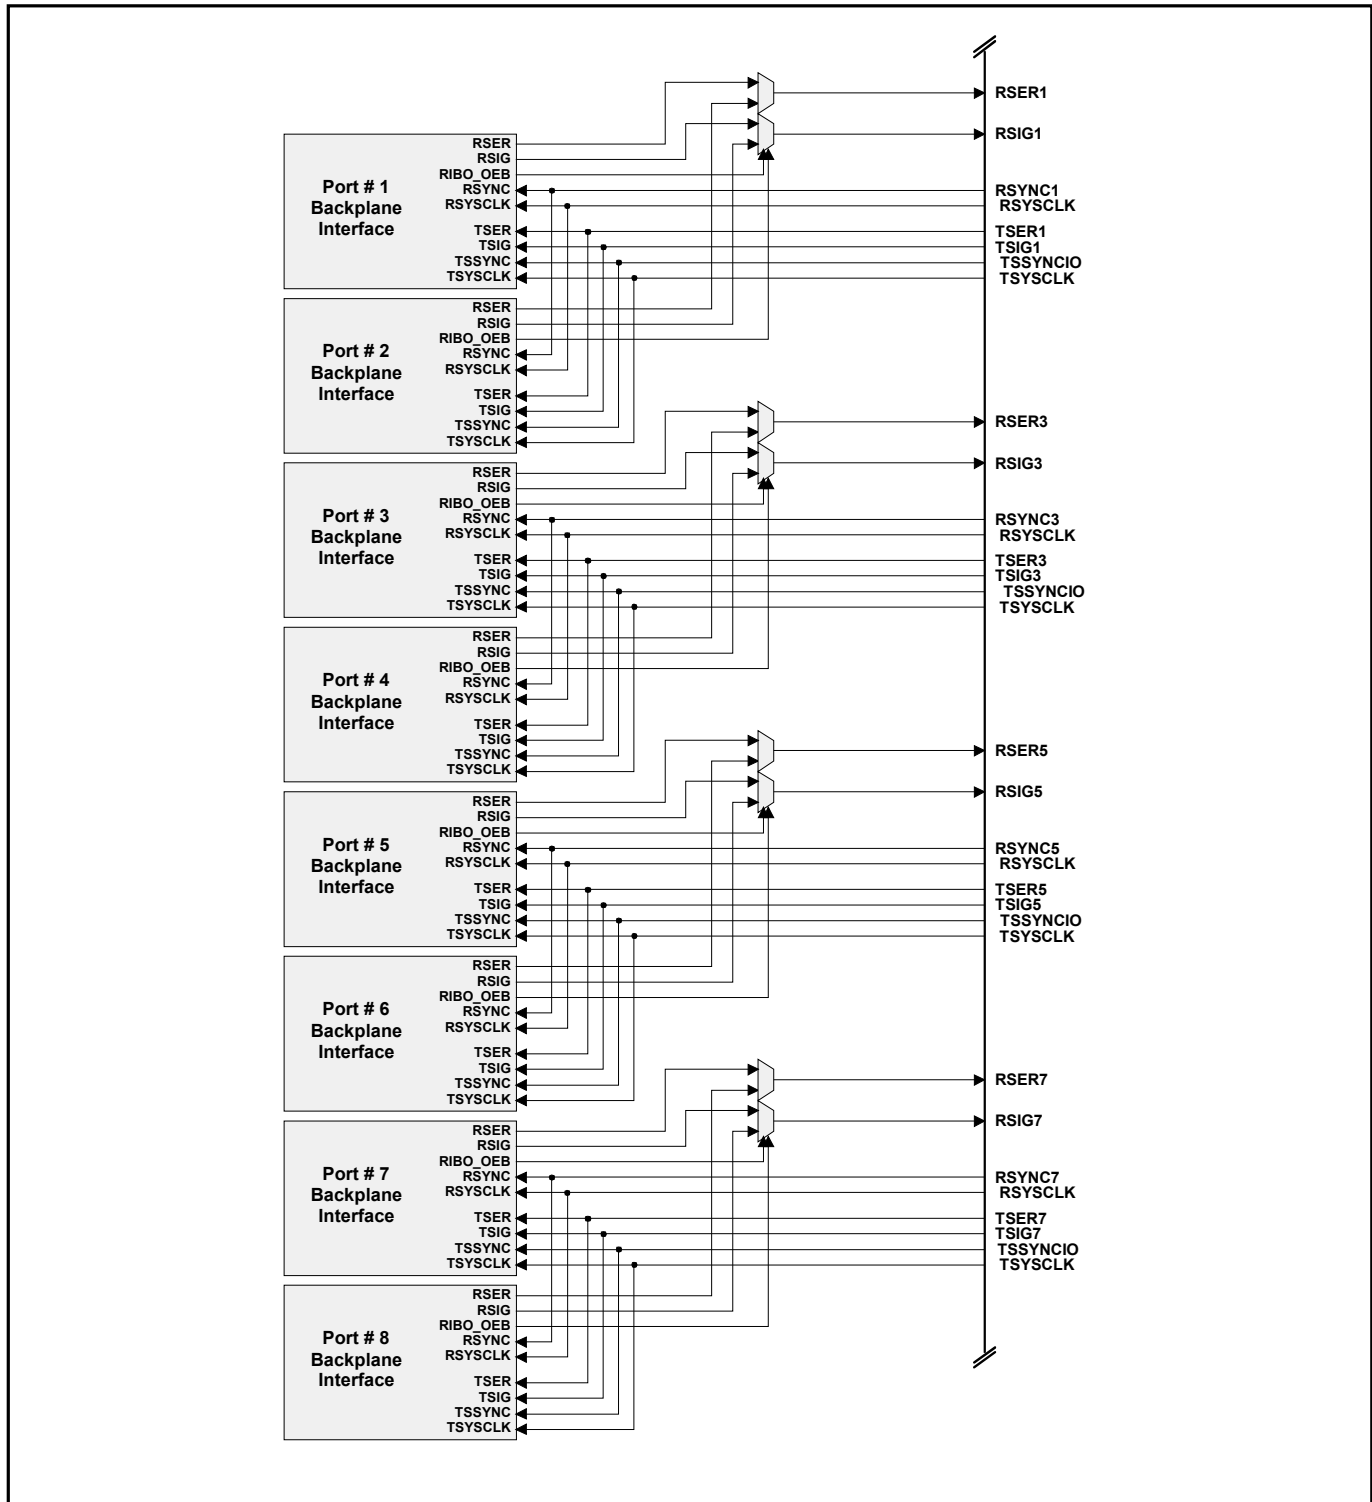 RSER1
RSIG1
RSER
RSIG
RIBO_OEB
Port # 1
Backplane
Interface
RSYNC
RSYSCLK
RSYNC1
RSYSCLK
TSER
TSIG
TSSYNC
TSYSCLK
TSER1
TSIG1
TSSYNCIO
TSYSCLK
RSER
RSIG
RIBO_OEB
Port # 2
Backplane
Interface
RSYNC
RSYSCLK
TSER
TSIG
TSSYNC
TSYSCLK
RSER3
RSIG3
RSER
RSIG
RIBO_OEB
Port # 3
Backplane
Interface
RSYNC
RSYSCLK
RSYNC3
RSYSCLK
TSER
TSIG
TSSYNC
TSYSCLK
TSER3
TSIG3
TSSYNCIO
TSYSCLK
RSER
RSIG
RIBO_OEB
Port # 4
Backplane
Interface
RSYNC
RSYSCLK
TSER
TSIG
TSSYNC
TSYSCLK
RSER5
RSIG5
RSER
RSIG
RIBO_OEB
Port # 5
Backplane
Interface
RSYNC
RSYSCLK
RSYNC5
RSYSCLK
TSER
TSIG
TSSYNC
TSYSCLK
TSER5
TSIG5
TSSYNCIO
TSYSCLK
RSER
RSIG
RIBO_OEB
Port # 6
Backplane
Interface
RSYNC
RSYSCLK
TSER
TSIG
TSSYNC
TSYSCLK
RSER7
RSIG7
RSER
RSIG
RIBO_OEB
Port # 7
Backplane
Interface
RSYNC
RSYSCLK
RSYNC7
RSYSCLK
TSER
TSIG
TSSYNC
TSYSCLK
TSER7
TSIG7
TSSYNCIO
TSYSCLK
RSER
RSIG
RIBO_OEB
Port # 8
Backplane
Interface
RSYNC
RSYSCLK
TSER
TSIG
TSSYNC
TSYSCLK